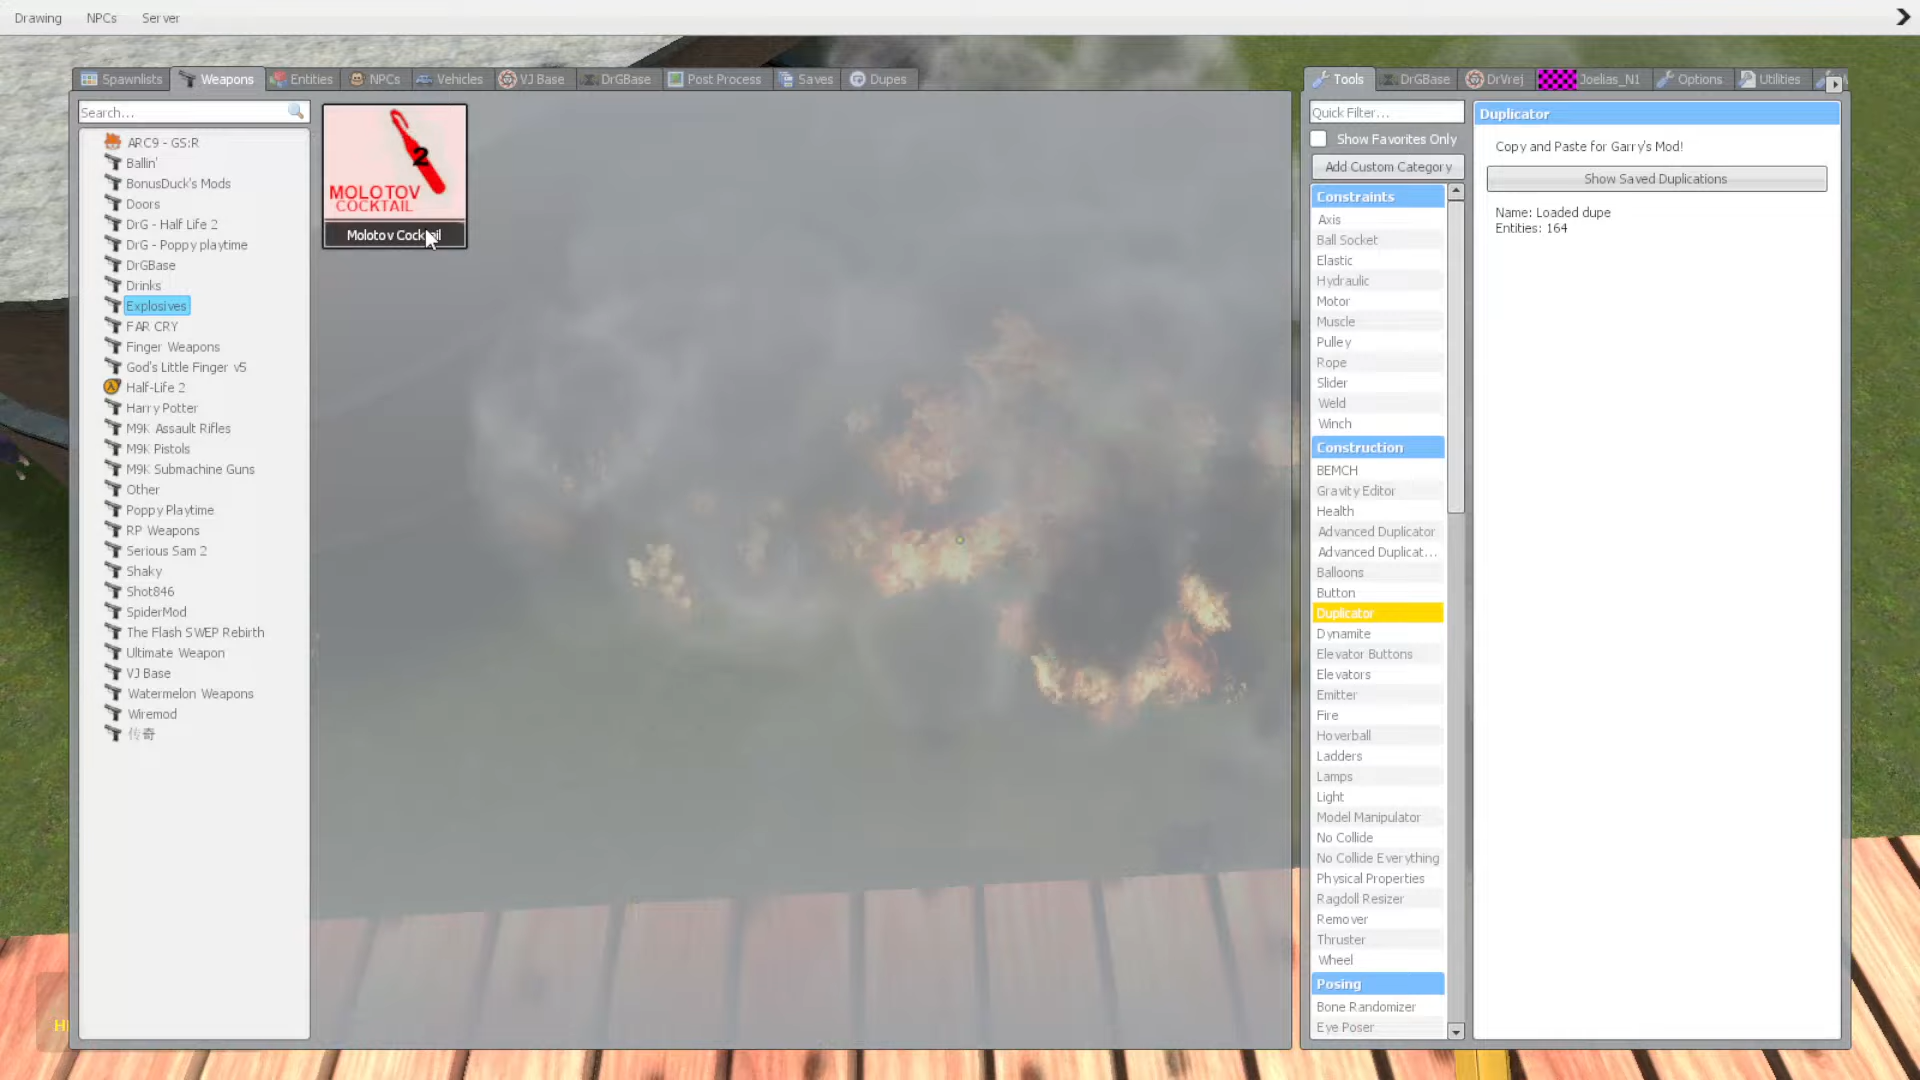 Drawing NPCs Server
Spawnlists Weapons Entities NPCs Vehicles VJ Base DrGBase Post Process Saves Dupes
Search...
ARC9 - GS:R
Ballin'
BonusDuck's Mods
Doors
DrG - Half Life 2
DrG - Poppy playtime
DrGBase
Drinks
Explosives
FAR CRY
Finger Weapons
God's Little Finger v5
Half-Life 2
Harry Potter
M9K Assault Rifles
M9K Pistols
M9K Submachine Guns
Other
Poppy Playtime
RP Weapons
Serious Sam 2
Shaky
Shot846
SpiderMod
The Flash SWEP Rebirth
Ultimate Weapon
VJ Base
Watermelon Weapons
Wiremod
传奇
2
MOLOTOV
COCKTAIL
Molotov Cocktail
Tools DrGBase DrVrej Joelias_N1 Options Utilities
Quick Filter...
Show Favorites Only
Add Custom Category
Constraints
Axis
Ball Socket
Elastic
Hydraulic
Motor
Muscle
Pulley
Rope
Slider
Weld
Winch
Construction
BEMCH
Gravity Editor
Health
Advanced Duplicator
Advanced Duplicat...
Balloons
Button
Duplicator
Dynamite
Elevator Buttons
Elevators
Emitter
Fire
Hoverball
Ladders
Lamps
Light
Model Manipulator
No Collide
No Collide Everything
Physical Properties
Ragdoll Resizer
Remover
Thruster
Wheel
Posing
Bone Randomizer
Eye Poser
Duplicator
Copy and Paste for Garry's Mod!
Show Saved Duplications
Name: Loaded dupe
Entities: 164